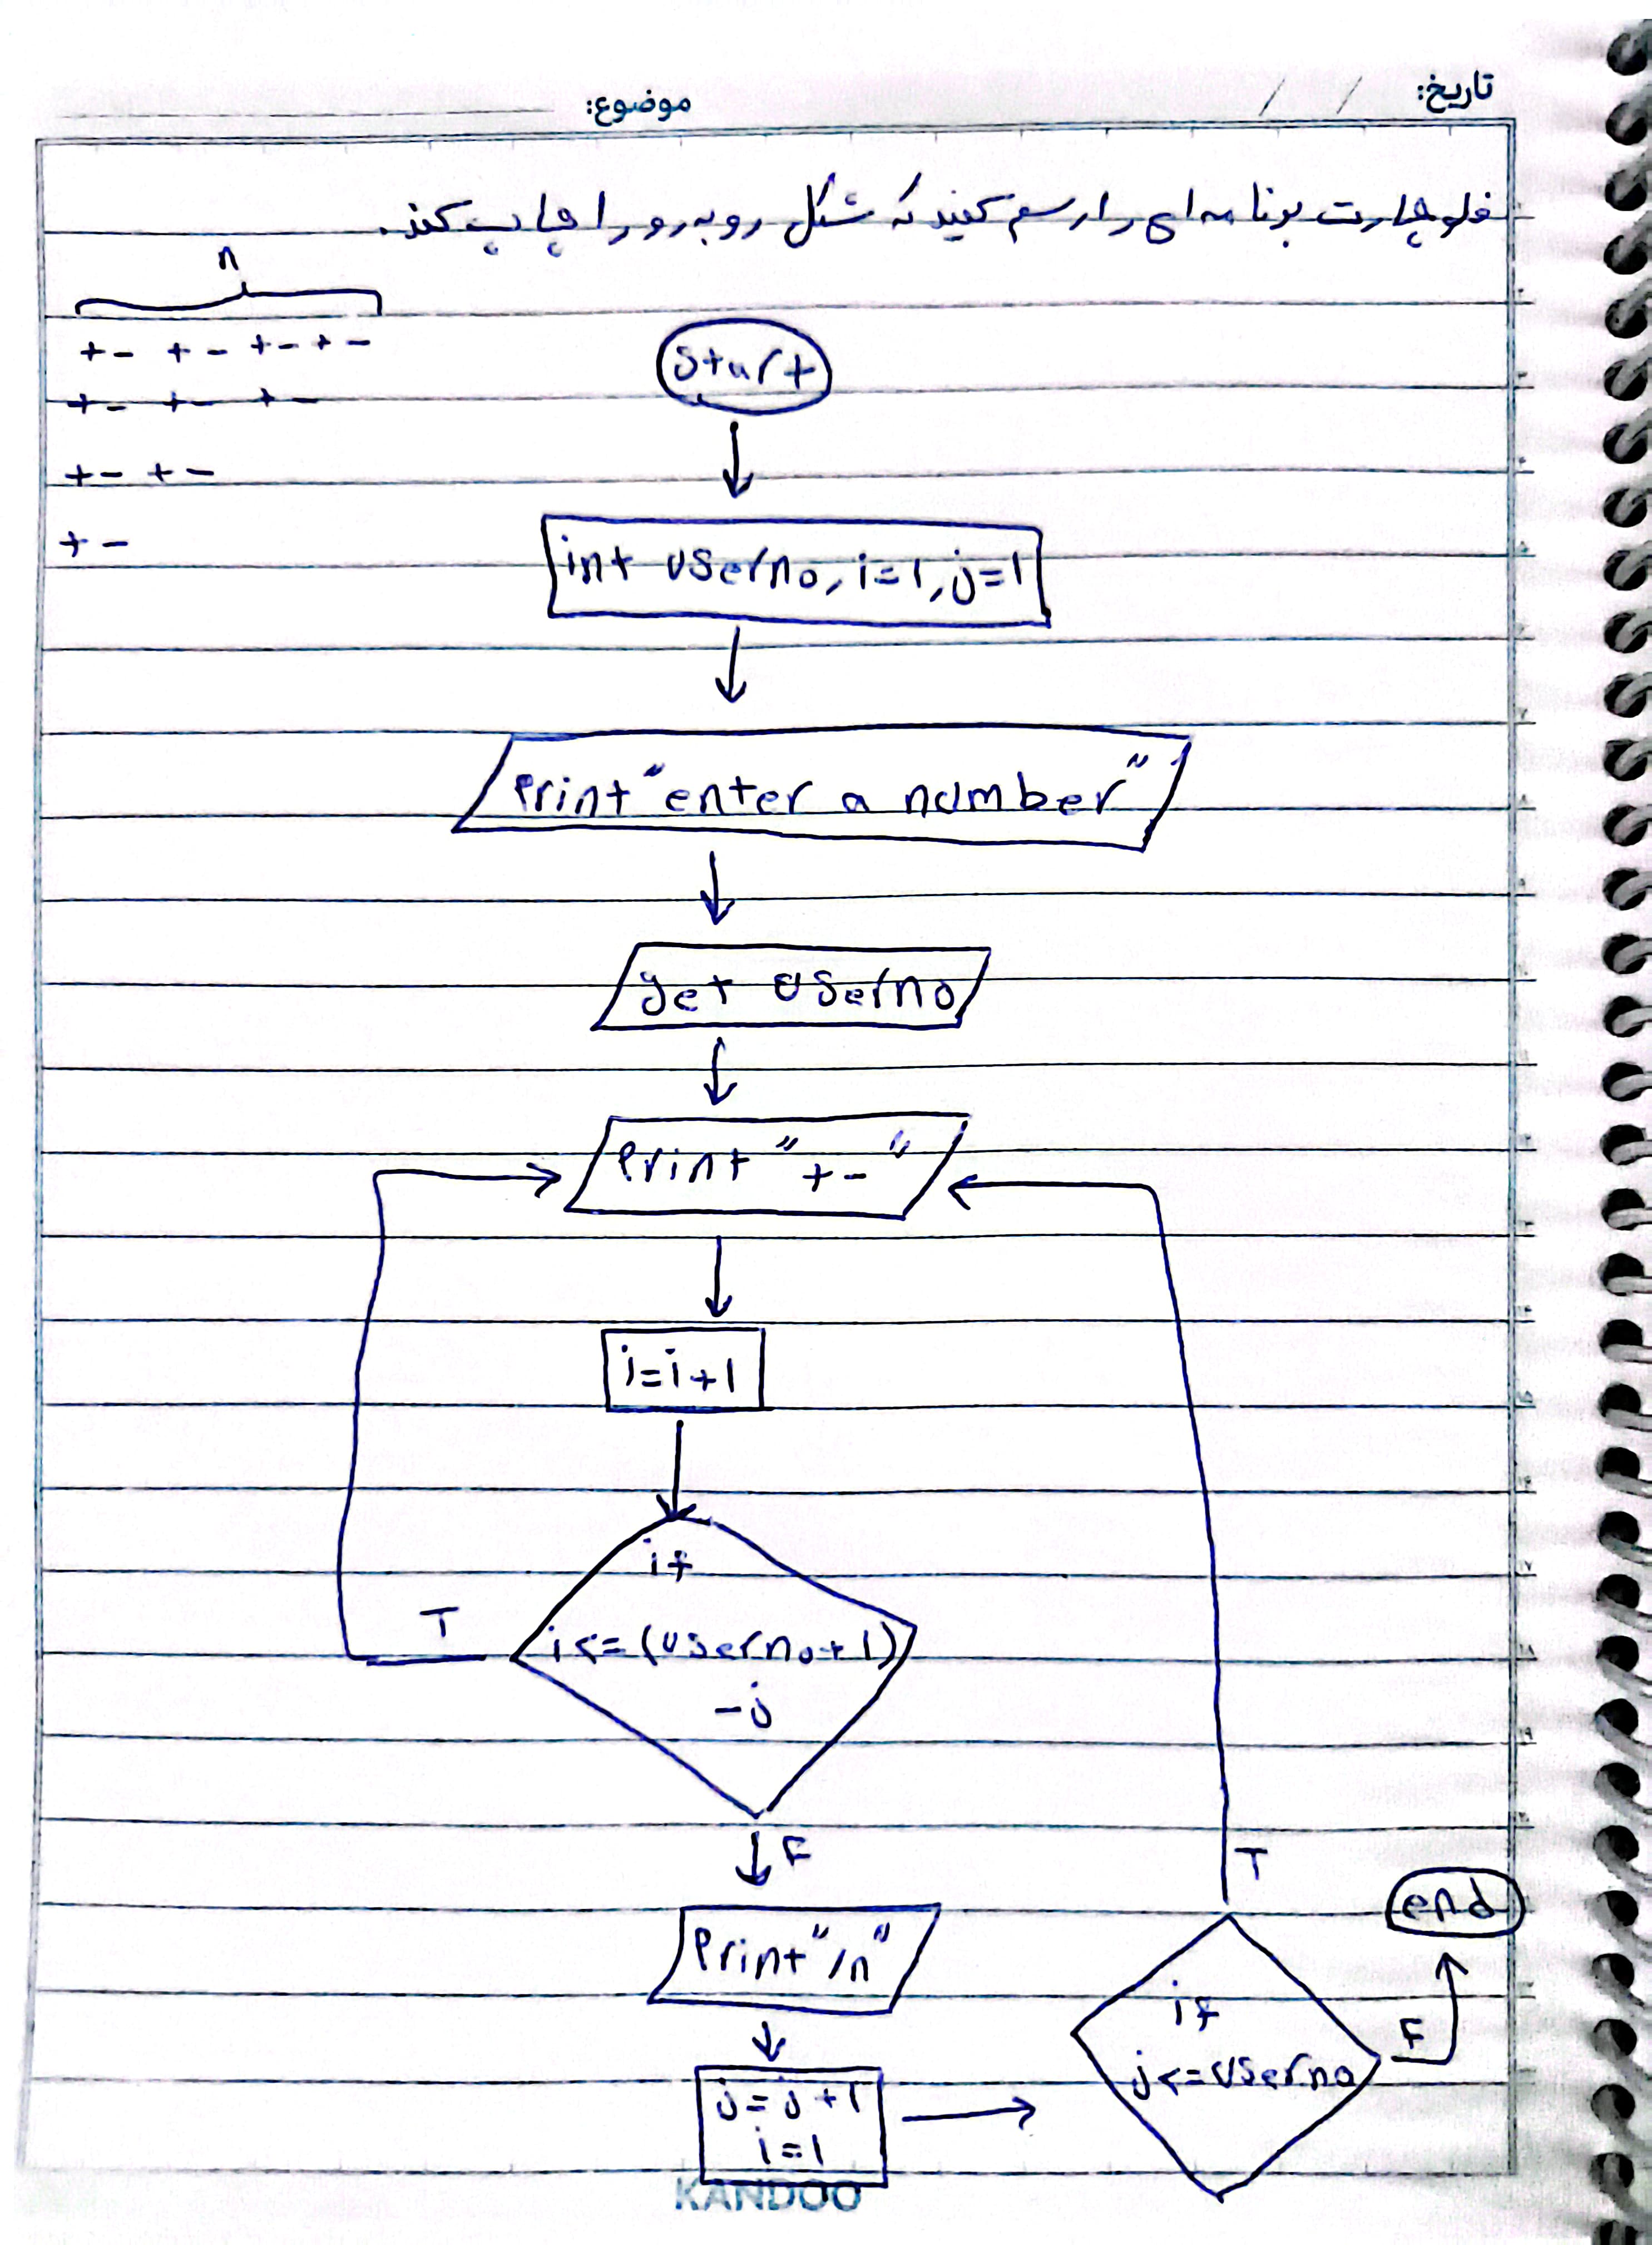 تاریخ: / /
موضوع:
فلوچارت برنامه ای را رسم کنید که شکل روبه رو را چاپ کند.
n
+- +- +- +-
+- +- +-
+- +-
+-
Start
int userno, i=1, j=1
Print "enter a number"
get userno
Print "+-"
i=i+1
if
i<=(userno+1)
-j
T
F
Print "/n"
j=j+1
i=1
if
j<=userno
T
F
end
KANDOO